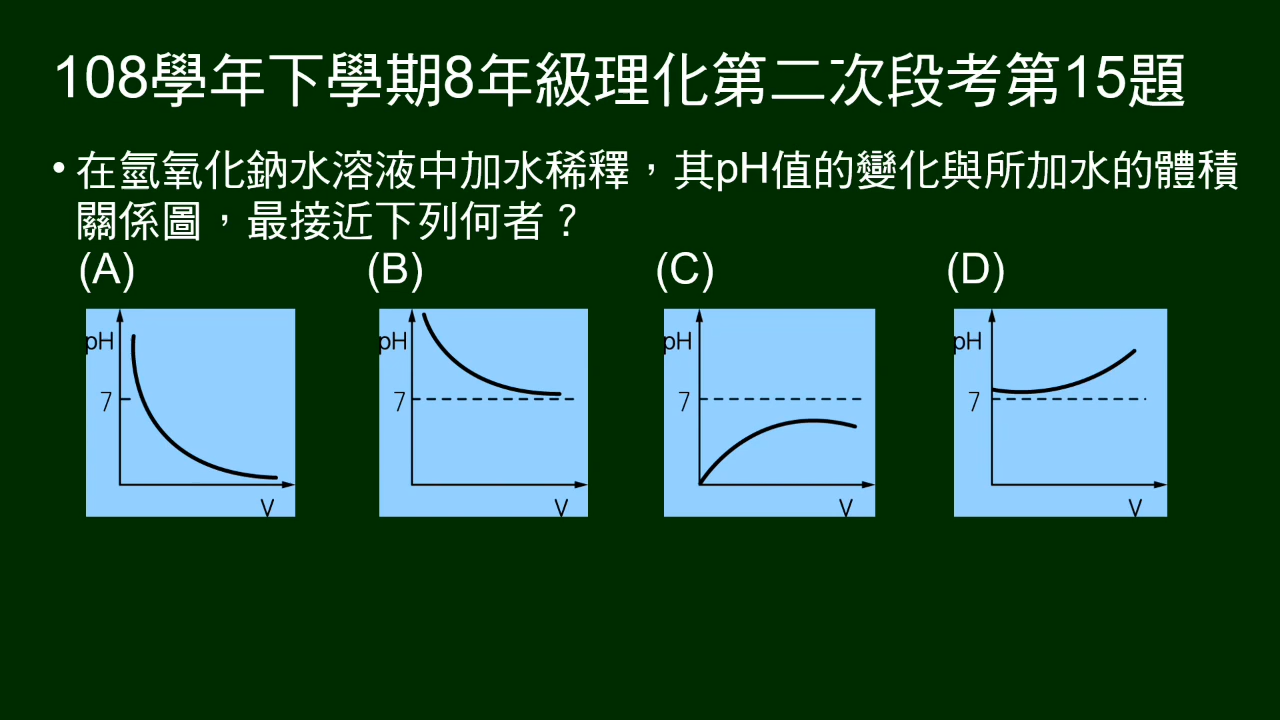 108學年下學期8年級理化第二次段考第15題
• 在氫氧化鈉水溶液中加水稀釋，其pH值的變化與所加水的體積
關係圖，最接近下列何者？
(A) (B) (C) (D)
pH pH pH pH
7 7 7 7
V V V V